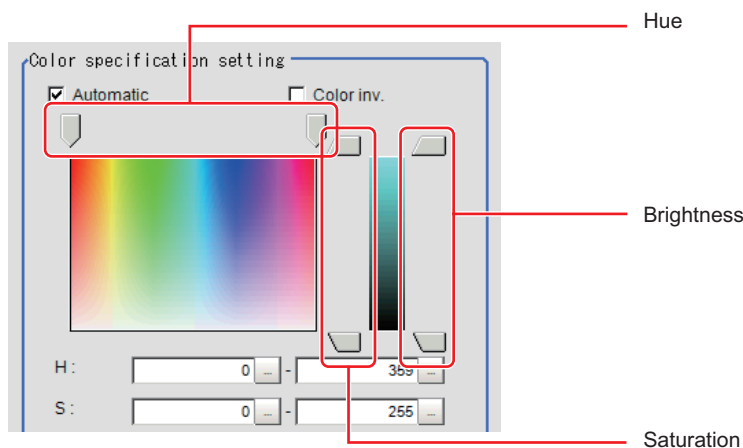 Hue
Color specification setting
Automatic
Color inv.
Brightness
H:
0 ... - 359 ...
S:
0 ... - 255 ...
Saturation